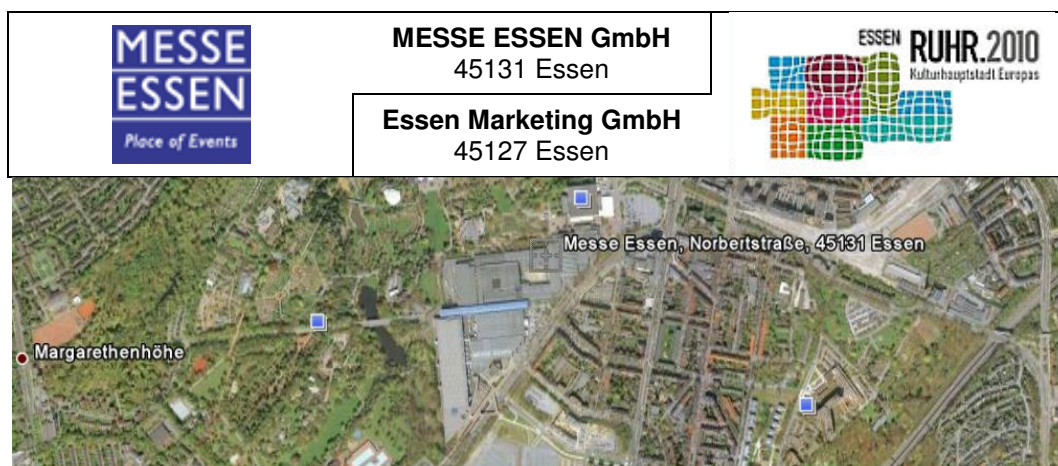 MESSE
ESSEN
Place of Events
MESSE ESSEN GmbH
45131 Essen
Essen Marketing GmbH
45127 Essen
ESSEN
RUHR.2010
Kulturhauptstadt Europas
Messe Essen, Norbertstraße, 45131 Essen
Margarethenhöhe